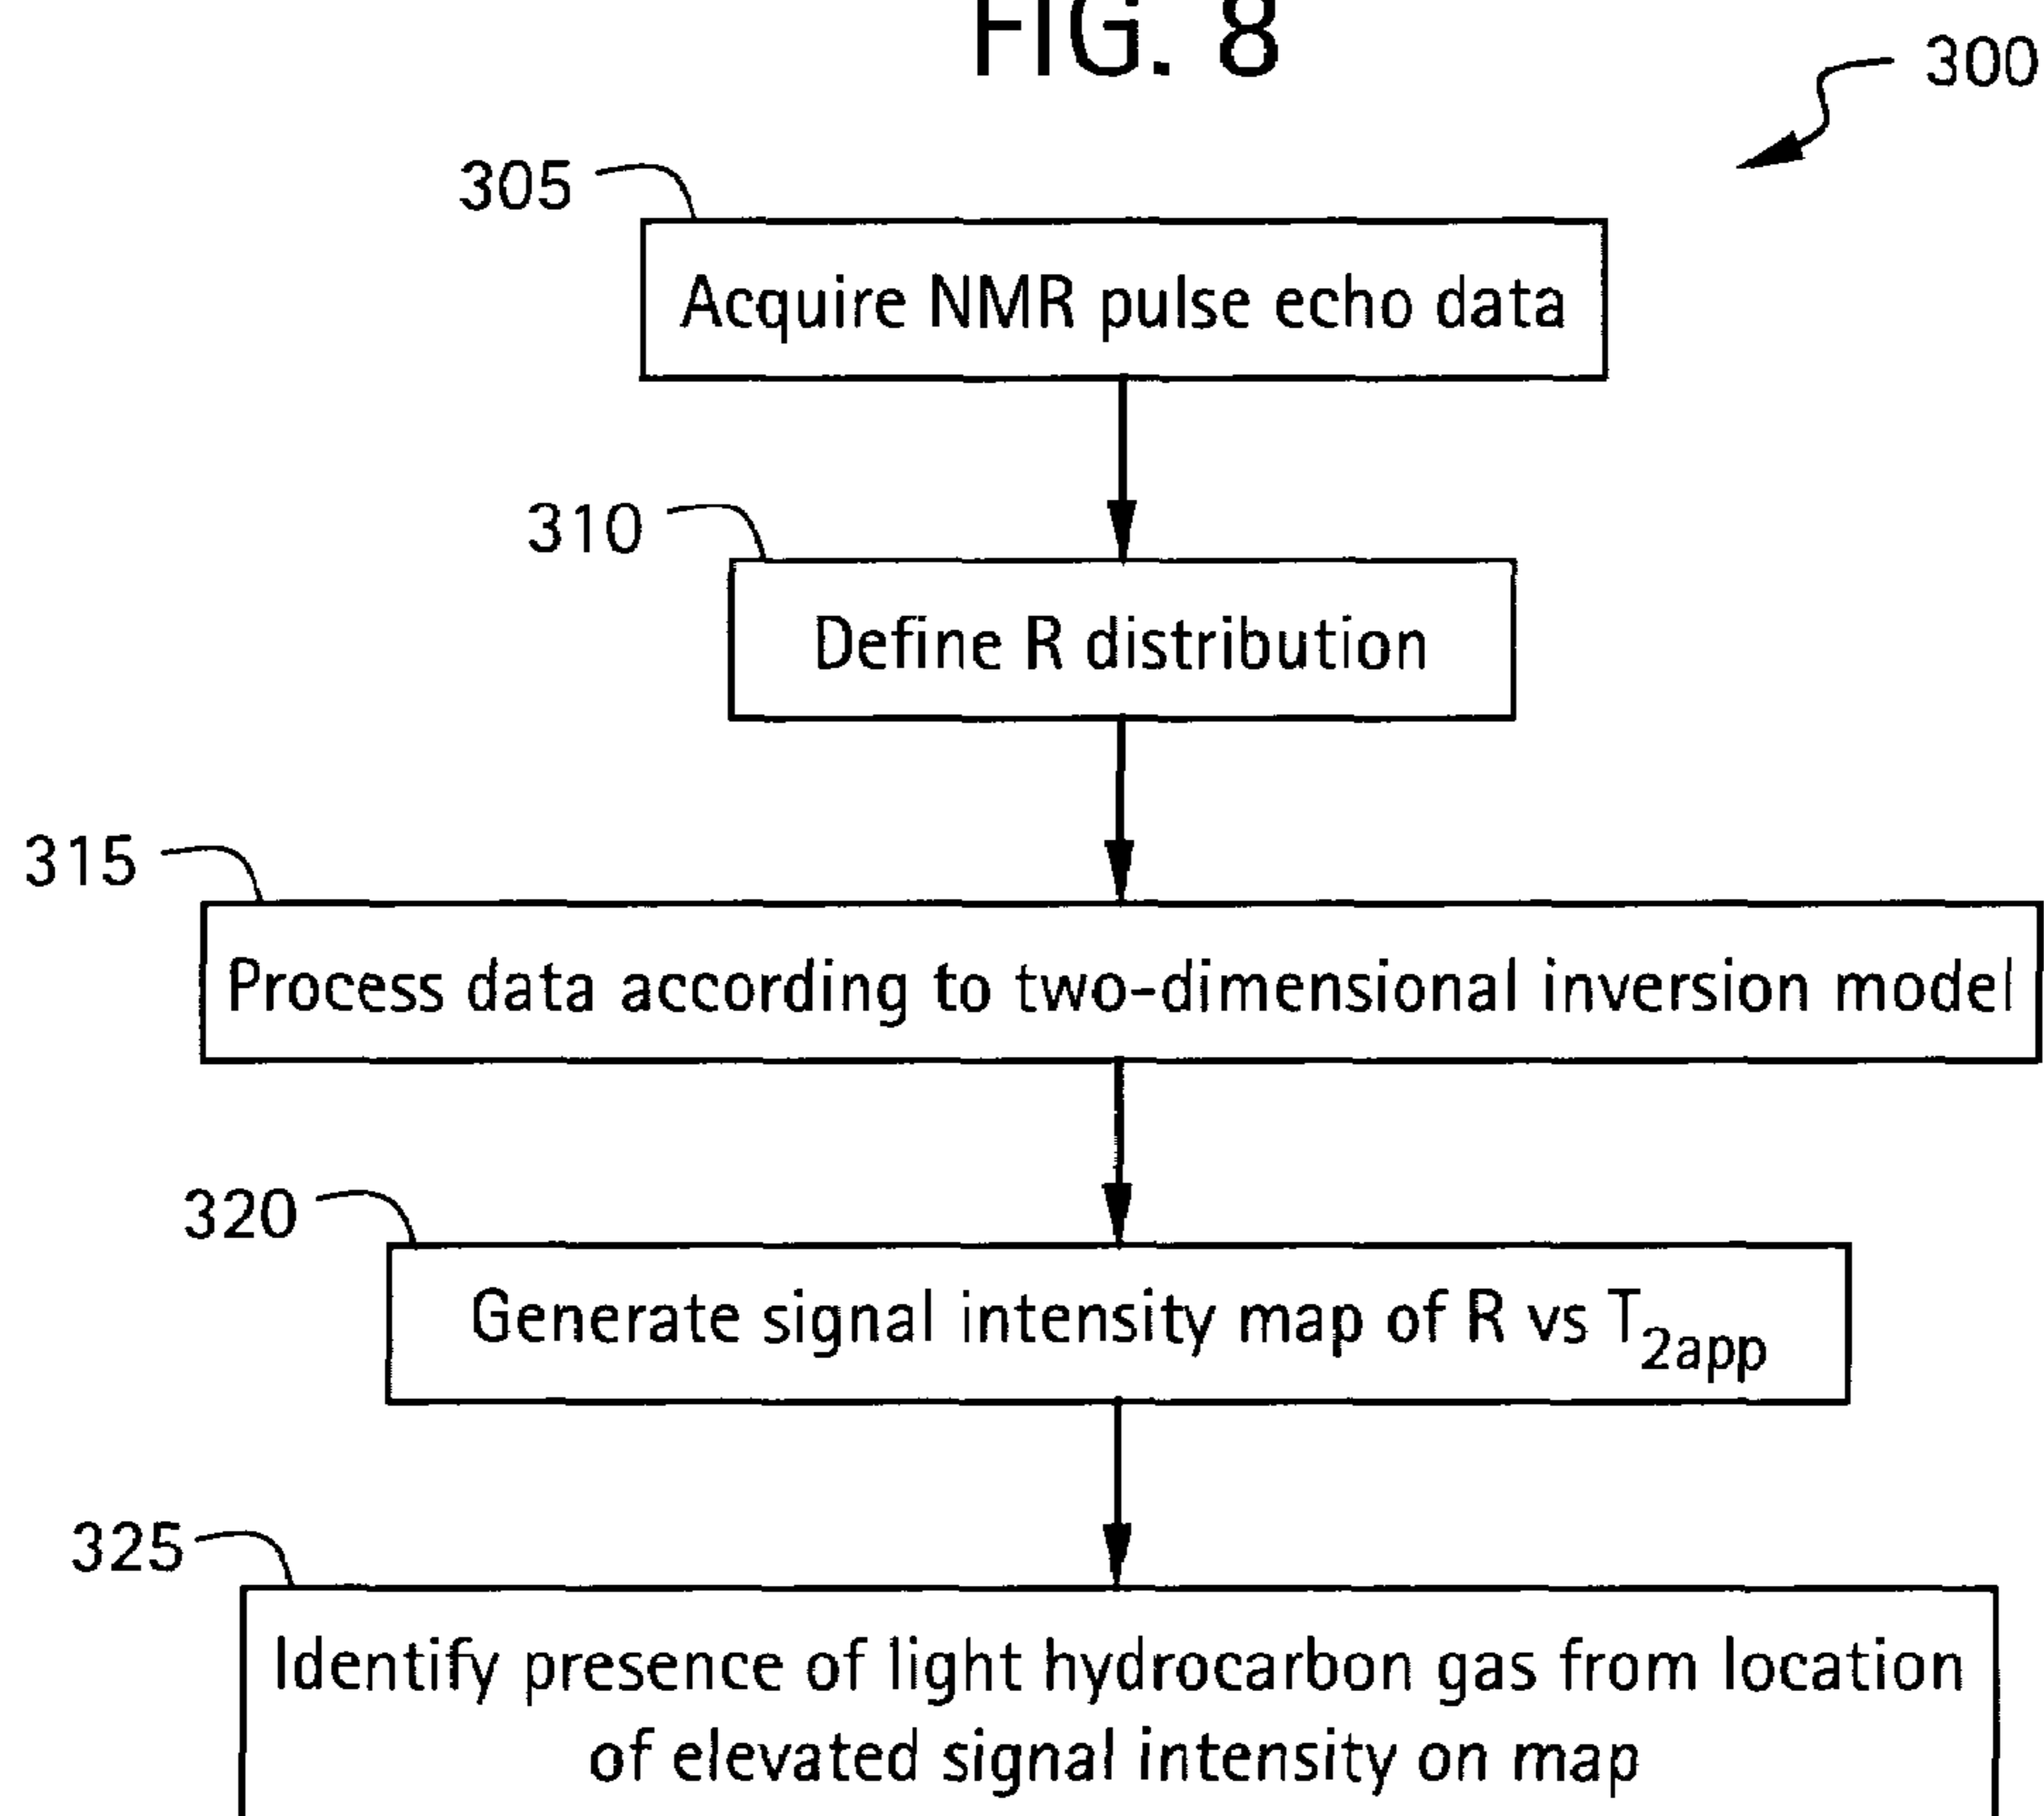 FIG. 8
300
305
Acquire NMR pulse echo data
310
Define R distribution
315
Process data according to two-dimensional inversion model
320
Generate signal intensity map of R vs T2app
325
Identify presence of light hydrocarbon gas from location
of elevated signal intensity on map